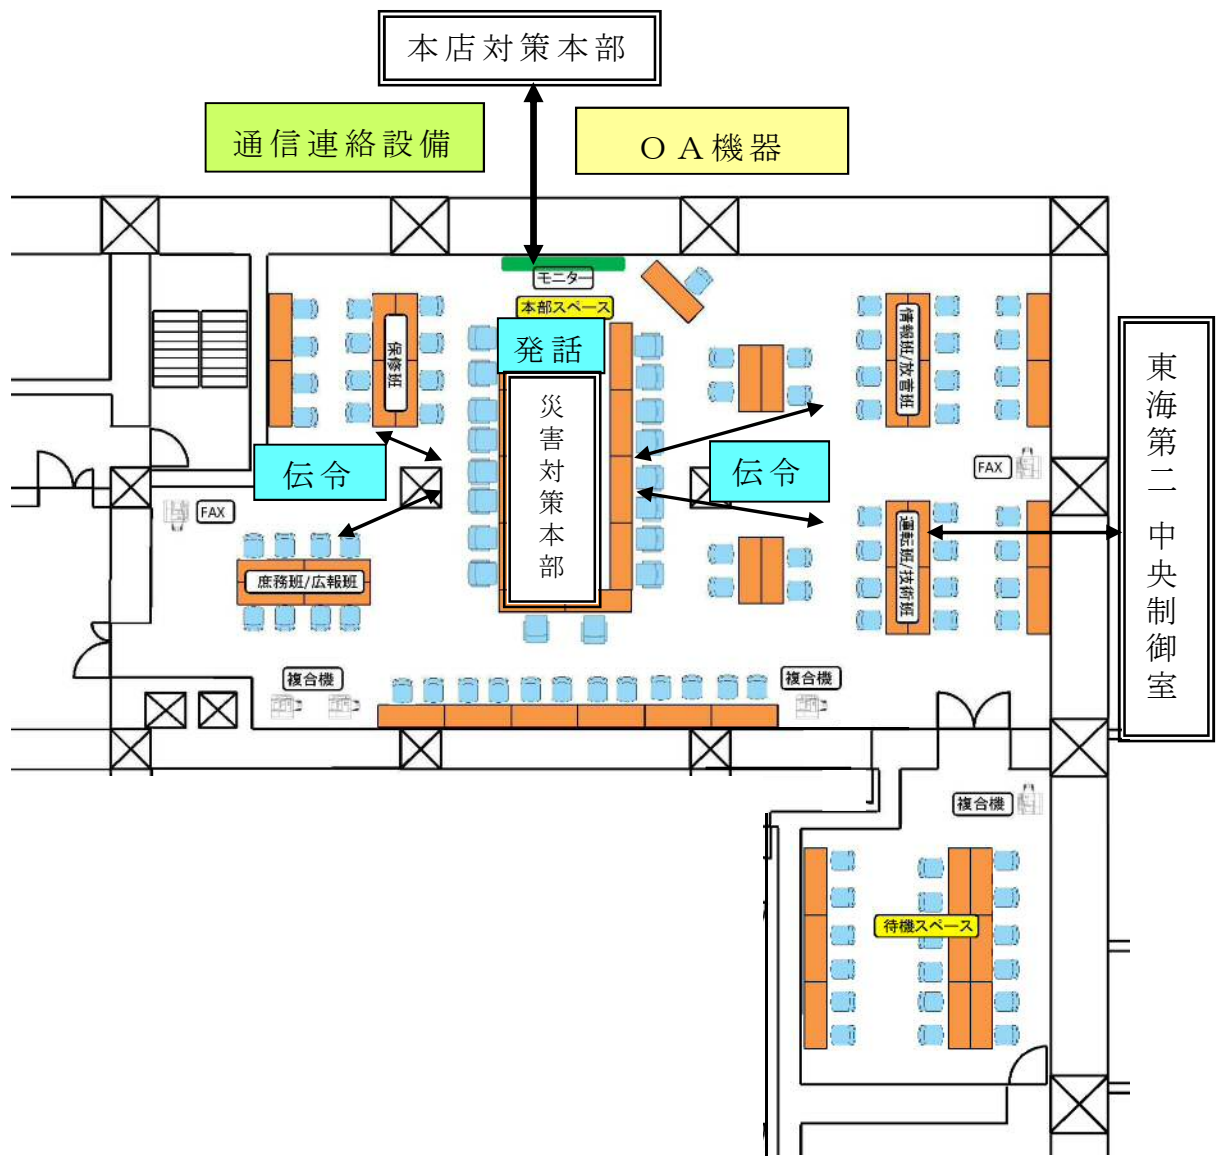 本店対策本部
通信連絡設備
ＯＡ機器
モニター
本部スペース
発話
災害対策本部
保修班
情報班/放管班
東海第二 中央制御室
伝令
伝令
FAX
FAX
庶務班/広報班
運転班/技術班
複合機
複合機
複合機
待機スペース